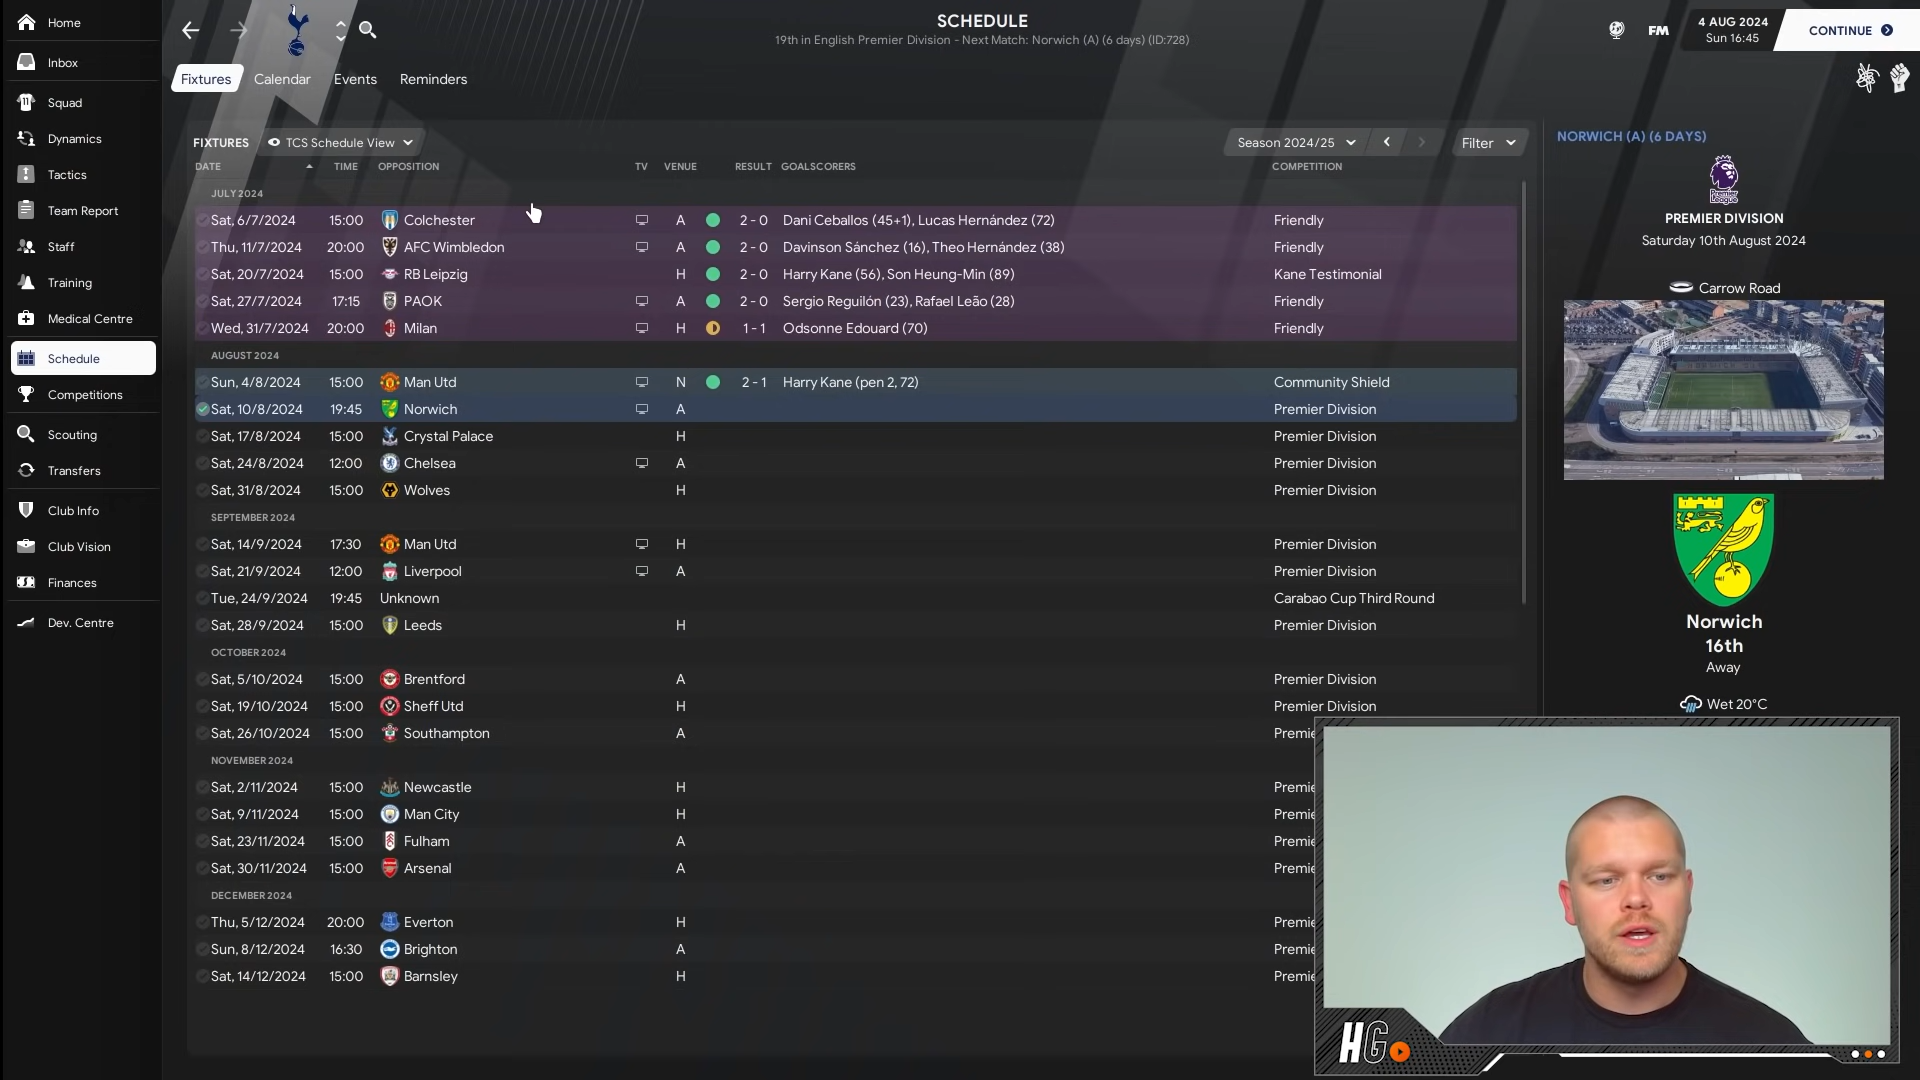 Home
Inbox
Squad
Dynamics
Tactics
Team Report
Staff
Training
Medical Centre
Schedule
Competitions
Scouting
Transfers
Club Info
Club Vision
Finances
Dev. Centre
SCHEDULE
19th in English Premier Division - Next Match: Norwich (A) (6 days) (ID:728)
FM
4 AUG 2024
Sun 16:45
CONTINUE
Fixtures Calendar Events Reminders
FIXTURES TCS Schedule View Season 2024/25 Filter
DATE TIME OPPOSITION TV VENUE RESULT GOALSCORERS COMPETITION
JULY 2024
Sat, 6/7/2024 15:00 Colchester A 2 - 0 Dani Ceballos (45+1), Lucas Hernández (72) Friendly
Thu, 11/7/2024 20:00 AFC Wimbledon A 2 - 0 Davinson Sánchez (16), Theo Hernández (38) Friendly
Sat, 20/7/2024 15:00 RB Leipzig H 2 - 0 Harry Kane (56), Son Heung-Min (89) Kane Testimonial
Sat, 27/7/2024 17:15 PAOK A 2 - 0 Sergio Reguilón (23), Rafael Leão (28) Friendly
Wed, 31/7/2024 20:00 Milan H 1 - 1 Odsonne Edouard (70) Friendly
AUGUST 2024
Sun, 4/8/2024 15:00 Man Utd N 2 - 1 Harry Kane (pen 2, 72) Community Shield
Sat, 10/8/2024 19:45 Norwich A Premier Division
Sat, 17/8/2024 15:00 Crystal Palace H Premier Division
Sat, 24/8/2024 12:00 Chelsea A Premier Division
Sat, 31/8/2024 15:00 Wolves H Premier Division
SEPTEMBER 2024
Sat, 14/9/2024 17:30 Man Utd H Premier Division
Sat, 21/9/2024 12:00 Liverpool A Premier Division
Tue, 24/9/2024 19:45 Unknown Carabao Cup Third Round
Sat, 28/9/2024 15:00 Leeds H Premier Division
OCTOBER 2024
Sat, 5/10/2024 15:00 Brentford A Premier Division
Sat, 19/10/2024 15:00 Sheff Utd H Premier Division
Sat, 26/10/2024 15:00 Southampton A Premie
NOVEMBER 2024
Sat, 2/11/2024 15:00 Newcastle H Premie
Sat, 9/11/2024 15:00 Man City H Premie
Sat, 23/11/2024 15:00 Fulham A Premie
Sat, 30/11/2024 15:00 Arsenal A Premie
DECEMBER 2024
Thu, 5/12/2024 20:00 Everton H Premie
Sun, 8/12/2024 16:30 Brighton A Premie
Sat, 14/12/2024 15:00 Barnsley H Premie
NORWICH (A) (6 DAYS)
Premier League
PREMIER DIVISION
Saturday 10th August 2024
Carrow Road
Norwich
16th
Away
Wet 20°C
HG